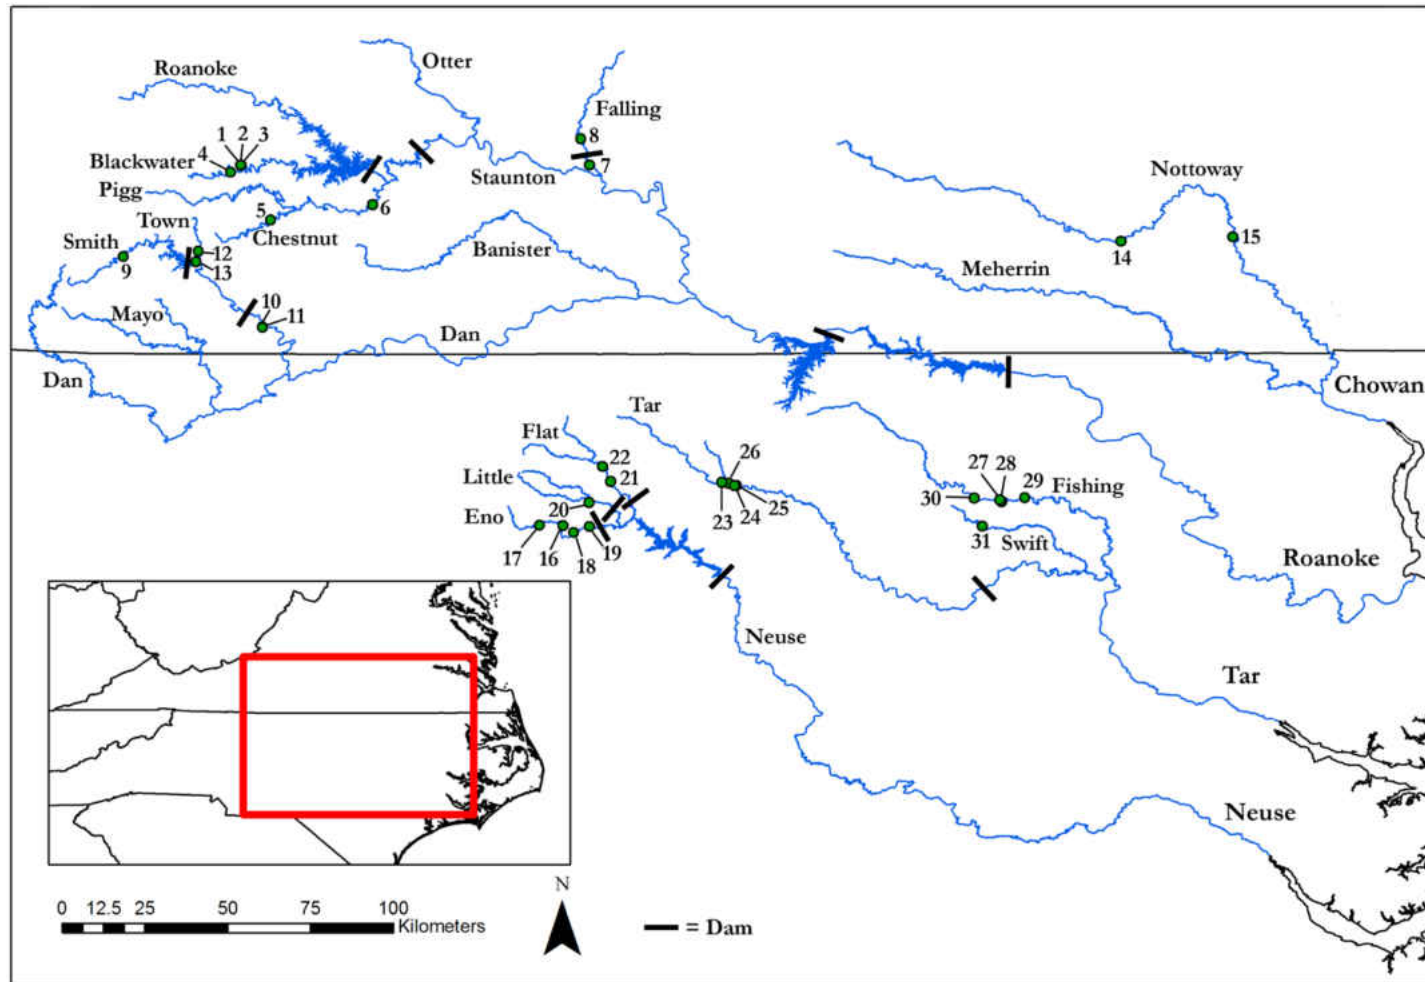 Otter
Roanoke
Falling
8
1 2 3
4
Blackwater
7
Staunton
Nottoway
Pigg
6
5
Town
Chestnut
Smith
12
Banister
15
14
9
13
Meherrin
10
11
Mayo
Dan
Dan
Chowan
Tar
Flat
26
22
Little
21
27 28 29
Fishing
30
20
23 24 25
Eno
17 16 18 19
31
Swift
Roanoke
Neuse
Tar
Neuse
N
0 12.5 25 50 75 100
Kilometers
= Dam